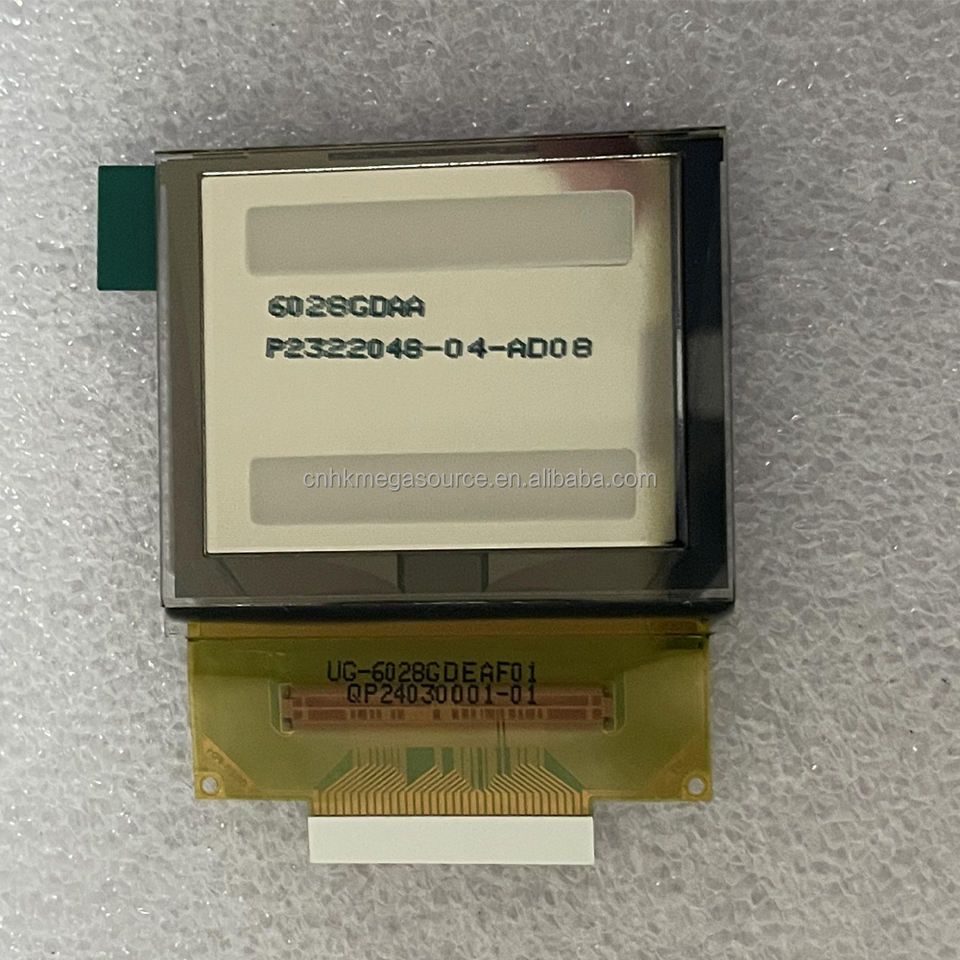 6028GDAA
P2322046-04-AD08
cnhkmegasource.en.alibaba.com
UG-6028GDEAF01
QP24030001-01